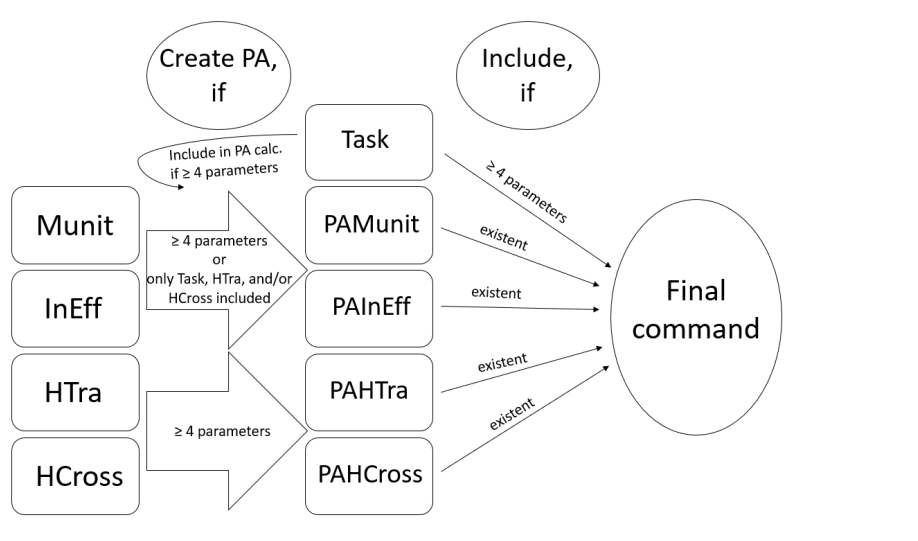 Create PA,
if
Include,
if
Task
Include in PA calc.
if ≥ 4 parameters
≥ 4 parameters
Munit
PAMunit
existent
≥ 4 parameters
or
only Task, HTra, and/or
HCross included
InEff
PAInEff
existent
Final
command
HTra
PAHTra
existent
≥ 4 parameters
HCross
PAHCross
existent